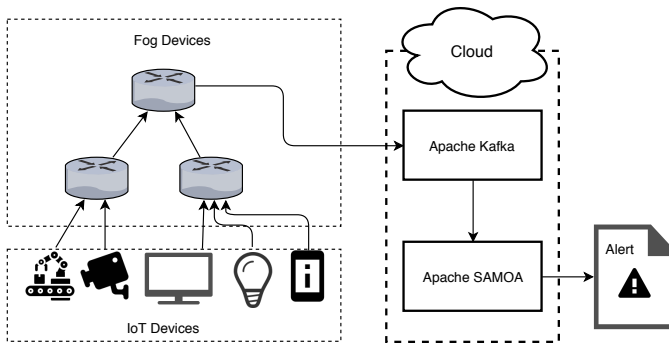 Fog Devices
Cloud
Apache Kafka
Apache SAMOA
Alert
IoT Devices